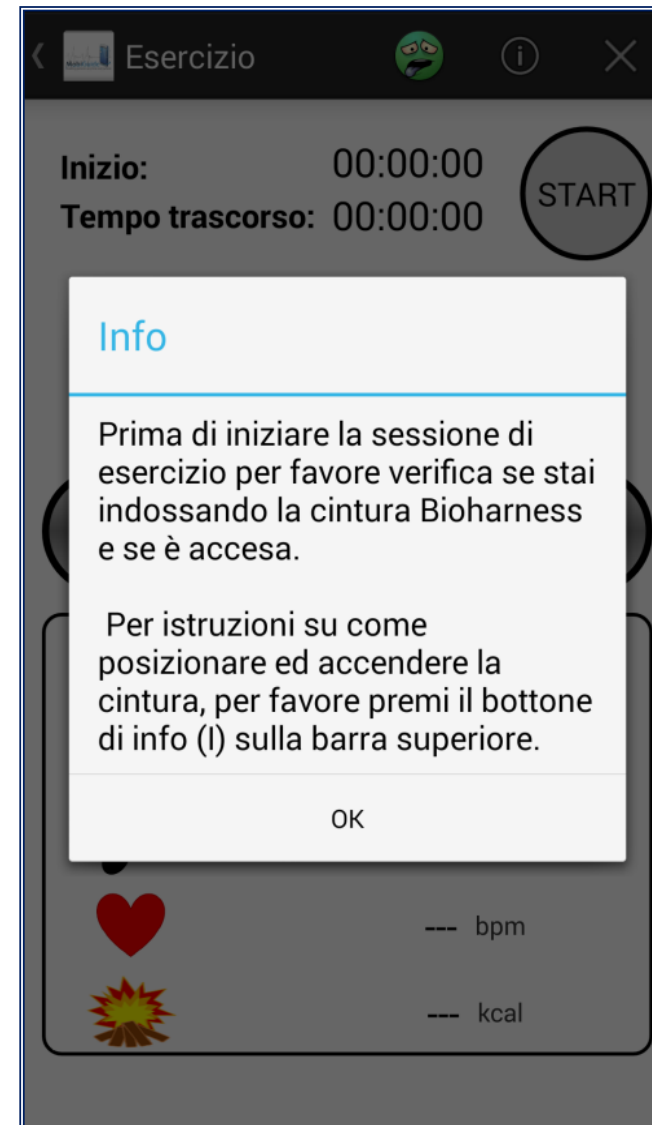 Esercizio
Inizio: 00:00:00
Tempo trascorso: 00:00:00
START
Info
Prima di iniziare la sessione di
esercizio per favore verifica se stai
indossando la cintura Bioharness
e se è accesa.
Per istruzioni su come
posizionare ed accendere la
cintura, per favore premi il bottone
di info (I) sulla barra superiore.
OK
--- bpm
--- kcal